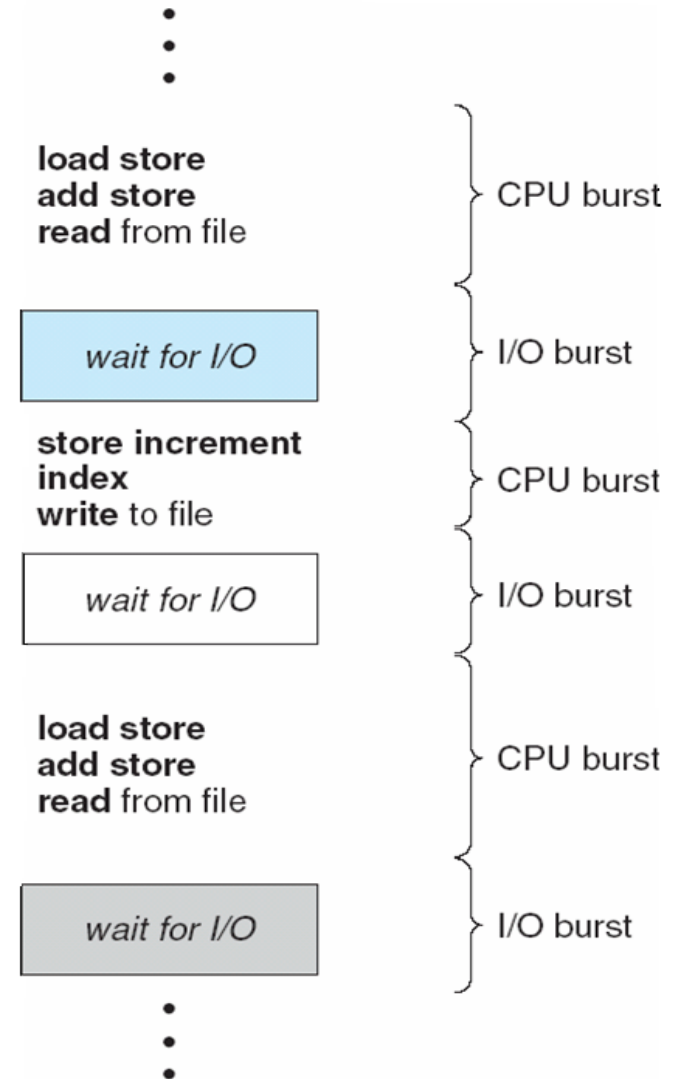 load store
add store
read from file
CPU burst
wait for I/O
I/O burst
store increment
index
write to file
CPU burst
wait for I/O
I/O burst
load store
add store
read from file
CPU burst
wait for I/O
I/O burst